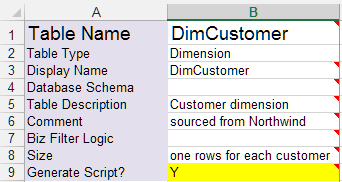 A B
1 Table Name DimCustomer
2 Table Type Dimension
3 Display Name DimCustomer
4 Database Schema
5 Table Description Customer dimension
6 Comment sourced from Northwind
7 Biz Filter Logic
8 Size one rows for each customer
9 Generate Script? Y